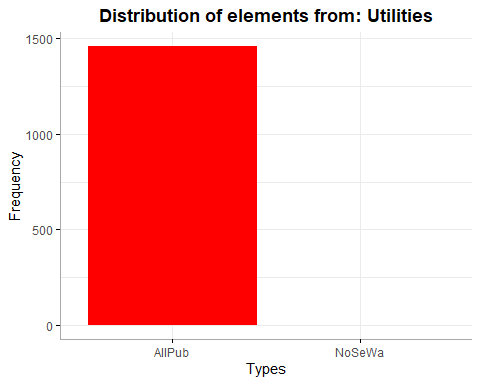 Distribution of elements from: Utilities
1500
1000
500
0
Frequency
AllPub
NoSeWa
Types